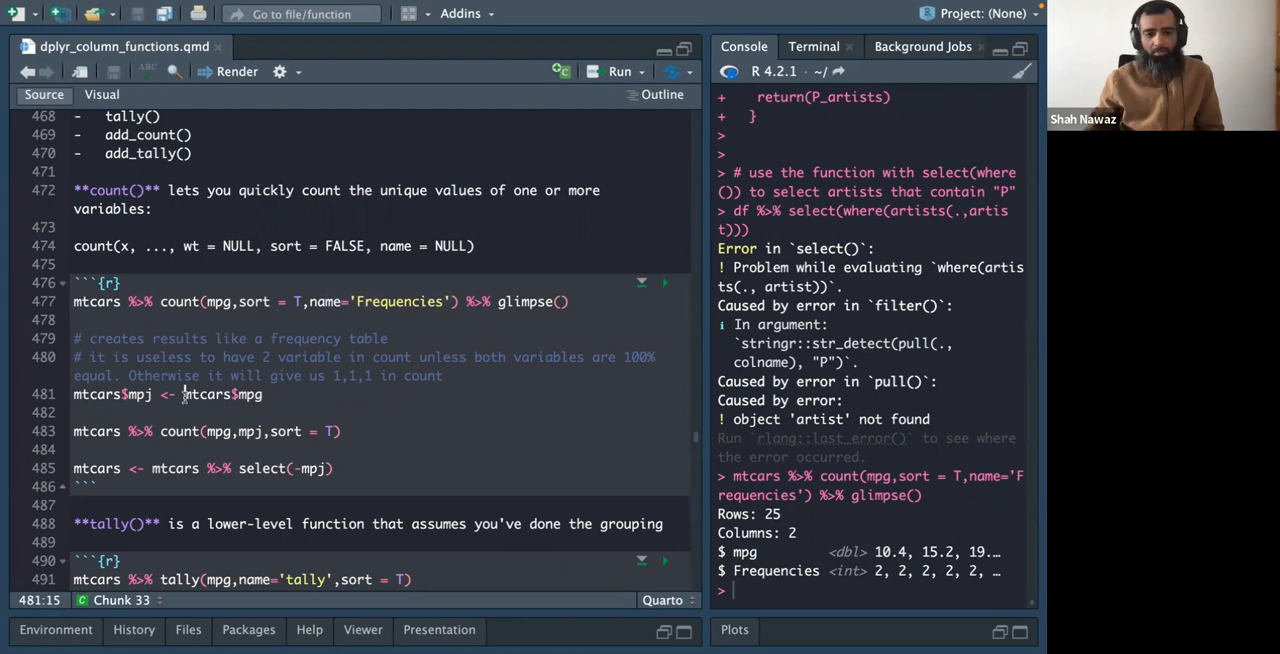 Go to file/function
Addins
Project: (None)
dplyr_column_functions.qmd
ABC
Render
Run
Source
Visual
Outline
468 - tally()
469 - add_count()
470 - add_tally()
471
472 **count()** lets you quickly count the unique values of one or more
variables:
473
474 count(x, ..., wt = NULL, sort = FALSE, name = NULL)
475
476 ```{r}
477 mtcars %>% count(mpg,sort = T,name='Frequencies') %>% glimpse()
478
479 # creates results like a frequency table
480 # it is useless to have 2 variable in count unless both variables are 100%
equal. Otherwise it will give us 1,1,1 in count
481 mtcars$mpj <- mtcars$mpg
482
483 mtcars %>% count(mpg,mpj,sort = T)
484
485 mtcars <- mtcars %>% select(-mpj)
486 ```
487
488 **tally()** is a lower-level function that assumes you've done the grouping
489
490 ```{r}
491 mtcars %>% tally(mpg,name='tally',sort = T)
481:15
C Chunk 33
Quarto
Environment
History
Files
Packages
Help
Viewer
Presentation
Console
Terminal
Background Jobs
R 4.2.1 · ~/
+ return(P_artists)
+ }
>
>
> # use the function with select(where
()) to select artists that contain "P"
> df %>% select(where(artists(.,artis
t)))
Error in `select()`:
! Problem while evaluating `where(artis
ts(., artist))`.
Caused by error in `filter()`:
ℹ In argument:
`stringr::str_detect(pull(.,
colname), "P")`.
Caused by error in `pull()`:
Caused by error:
! object 'artist' not found
Run `rlang::last_error()` to see where
the error occurred.
> mtcars %>% count(mpg,sort = T,name='F
requencies') %>% glimpse()
Rows: 25
Columns: 2
$ mpg <dbl> 10.4, 15.2, 19.…
$ Frequencies <int> 2, 2, 2, 2, 2, …
>
Plots
Shah Nawaz